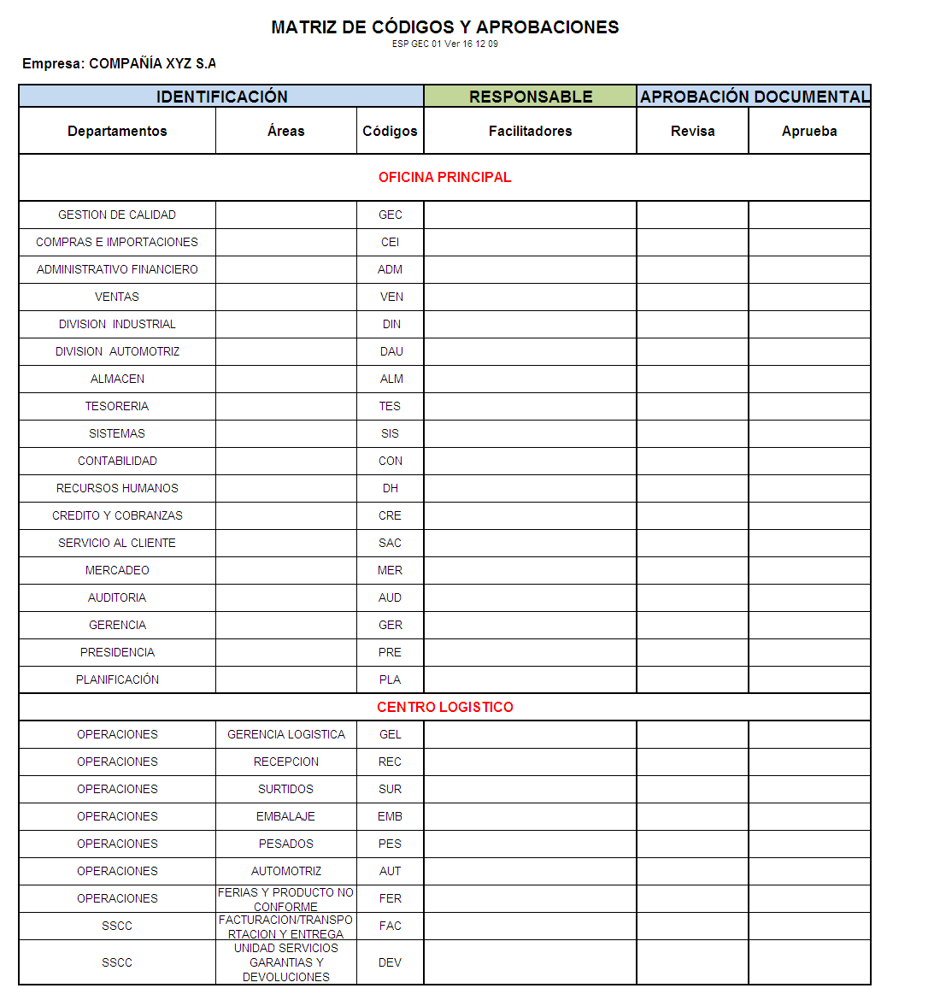 MATRIZ DE CÓDIGOS Y APROBACIONES
ESP GEC 01 Ver 16 12 09
Empresa: COMPAÑÍA XYZ S.A
IDENTIFICACIÓN RESPONSABLE APROBACIÓN DOCUMENTAL
Departamentos Áreas Códigos Facilitadores Revisa Aprueba
OFICINA PRINCIPAL
GESTION DE CALIDAD GEC
COMPRAS E IMPORTACIONES CEI
ADMINISTRATIVO FINANCIERO ADM
VENTAS VEN
DIVISION  INDUSTRIAL DIN
DIVISION  AUTOMOTRIZ DAU
ALMACEN ALM
TESORERIA TES
SISTEMAS SIS
CONTABILIDAD CON
RECURSOS HUMANOS DH
CREDITO Y COBRANZAS CRE
SERVICIO AL CLIENTE SAC
MERCADEO MER
AUDITORIA AUD
GERENCIA GER
PRESIDENCIA PRE
PLANIFICACIÓN PLA
CENTRO LOGISTICO
OPERACIONES GERENCIA LOGISTICA GEL
OPERACIONES RECEPCION REC
OPERACIONES SURTIDOS SUR
OPERACIONES EMBALAJE EMB
OPERACIONES PESADOS PES
OPERACIONES AUTOMOTRIZ AUT
OPERACIONES FERIAS Y PRODUCTO NO FER
CONFORME
SSCC FACTURACION/TRANSPO FAC
RTACION Y ENTREGA
UNIDAD SERVICIOS
SSCC GARANTIAS Y DEV
DEVOLUCIONES